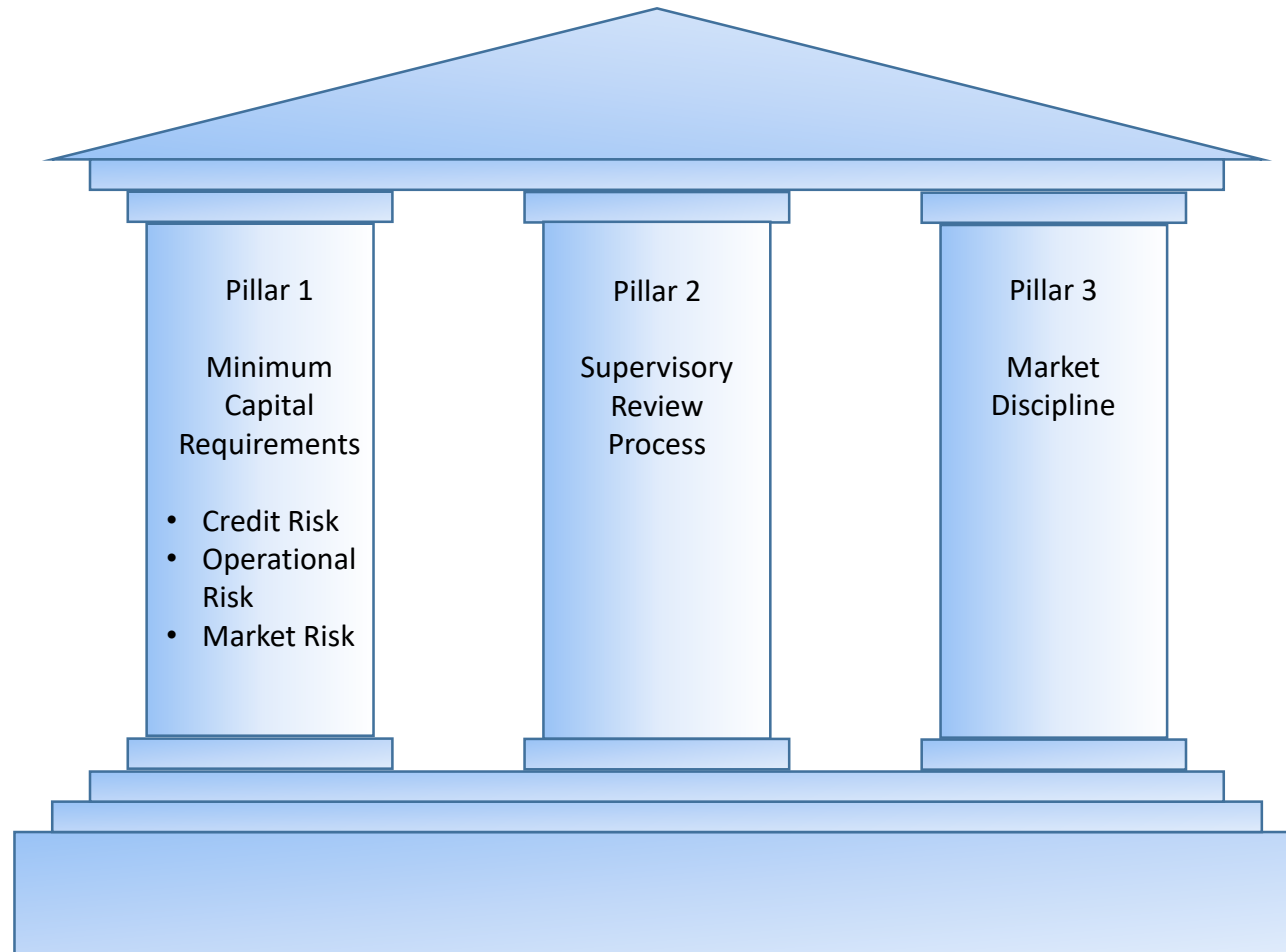 Pillar 1
Minimum
Capital
Requirements
• Credit Risk
• Operational
Risk
• Market Risk
Pillar 2
Supervisory
Review
Process
Pillar 3
Market
Discipline